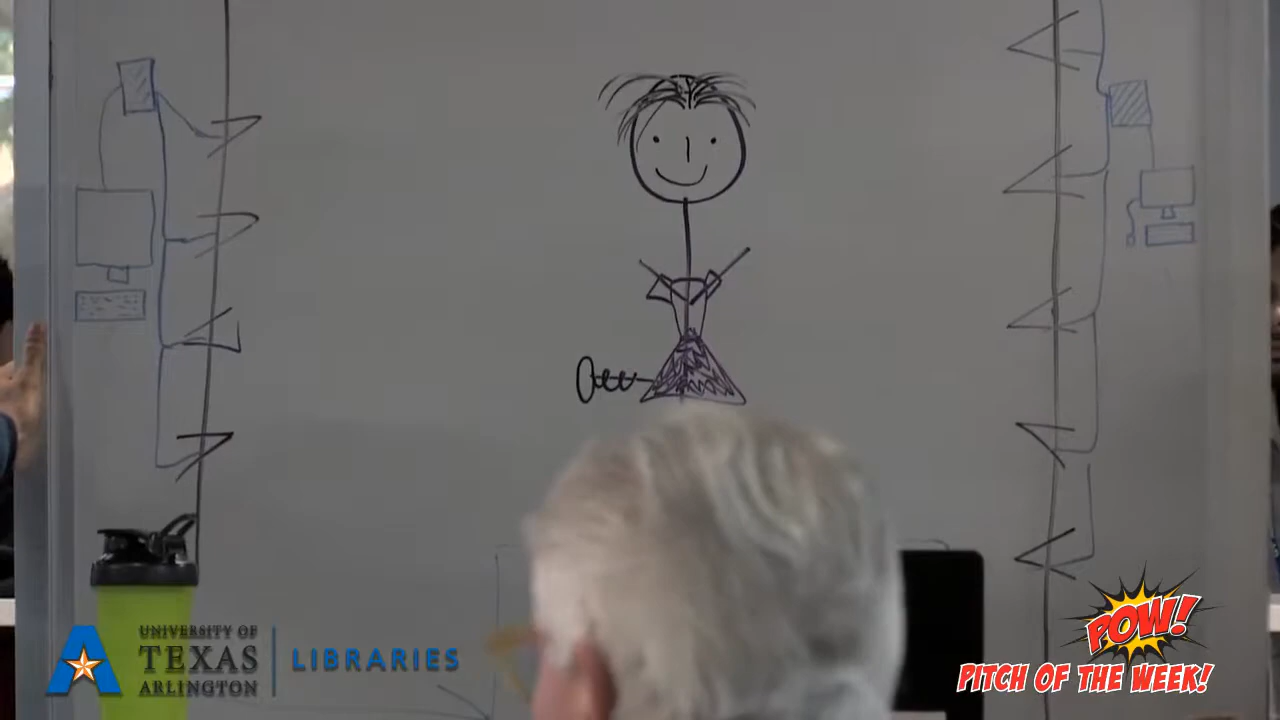 UNIVERSITY OF
TEXAS
ARLINGTON
LIBRARIES
POW!
PITCH OF THE WEEK!